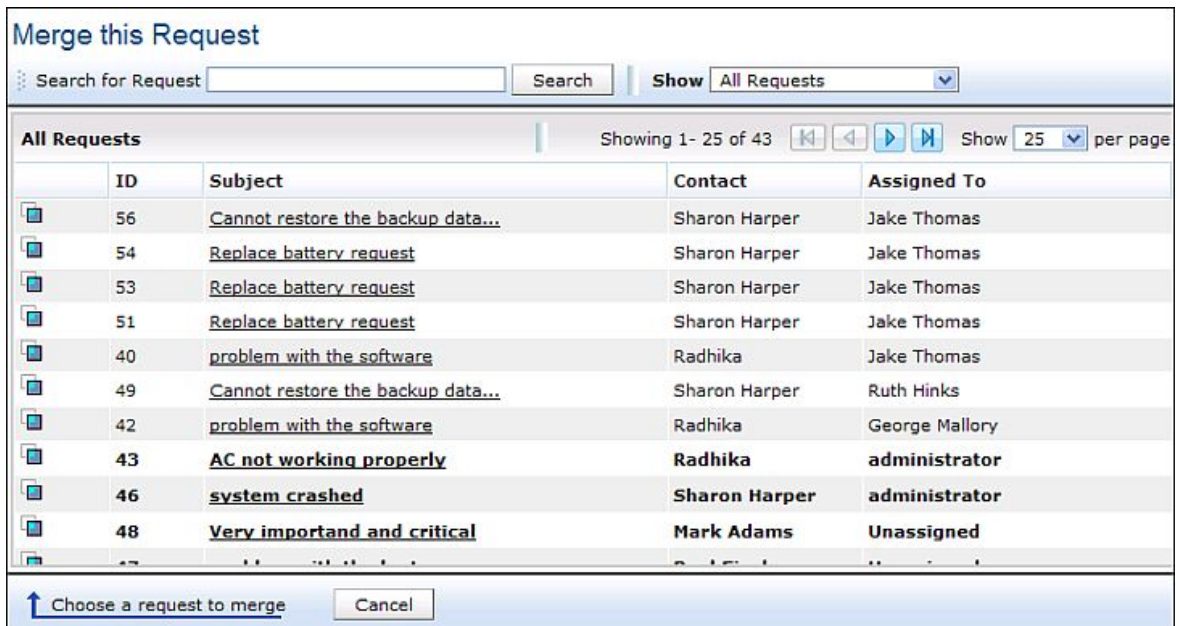 Merge this Request
Search for Request Search Show All Requests
All Requests Showing 1- 25 of 43 Show 25 per page
ID Subject Contact Assigned To
56 Cannot restore the backup data... Sharon Harper Jake Thomas
54 Replace battery request Sharon Harper Jake Thomas
53 Replace battery request Sharon Harper Jake Thomas
51 Replace battery request Sharon Harper Jake Thomas
40 problem with the software Radhika Jake Thomas
49 Cannot restore the backup data... Sharon Harper Ruth Hinks
42 problem with the software Radhika George Mallory
43 AC not working properly Radhika administrator
46 system crashed Sharon Harper administrator
48 Very importand and critical Mark Adams Unassigned
Choose a request to merge Cancel